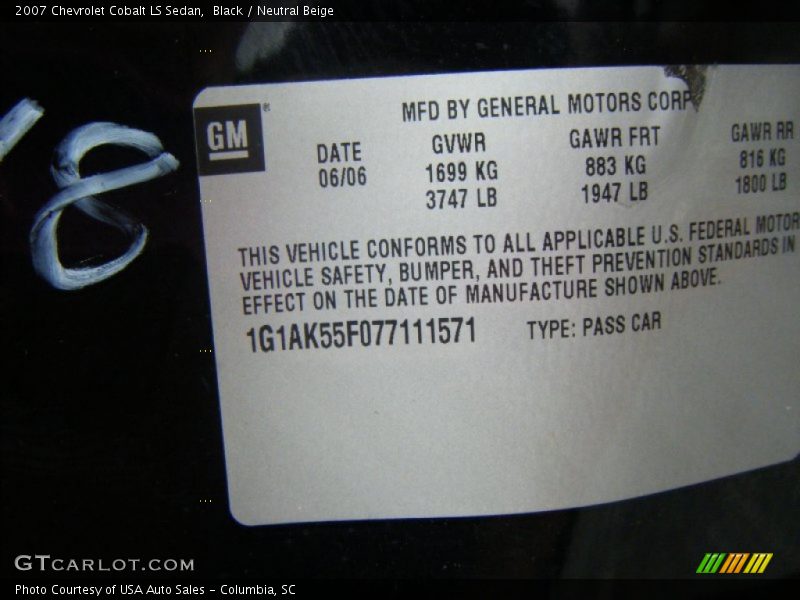 2007 Chevrolet Cobalt LS Sedan,  Black / Neutral Beige
8
GM®
MFD BY GENERAL MOTORS CORP
DATE GVWR GAWR FRT GAWR RR
06/06 1699 KG 883 KG 816 KG
3747 LB 1947 LB 1800 LB
THIS VEHICLE CONFORMS TO ALL APPLICABLE U.S. FEDERAL MOTOR
VEHICLE SAFETY, BUMPER, AND THEFT PREVENTION STANDARDS IN
EFFECT ON THE DATE OF MANUFACTURE SHOWN ABOVE.
1G1AK55F077111571 TYPE: PASS CAR
GTCARLOT.COM
Photo Courtesy of USA Auto Sales - Columbia, SC